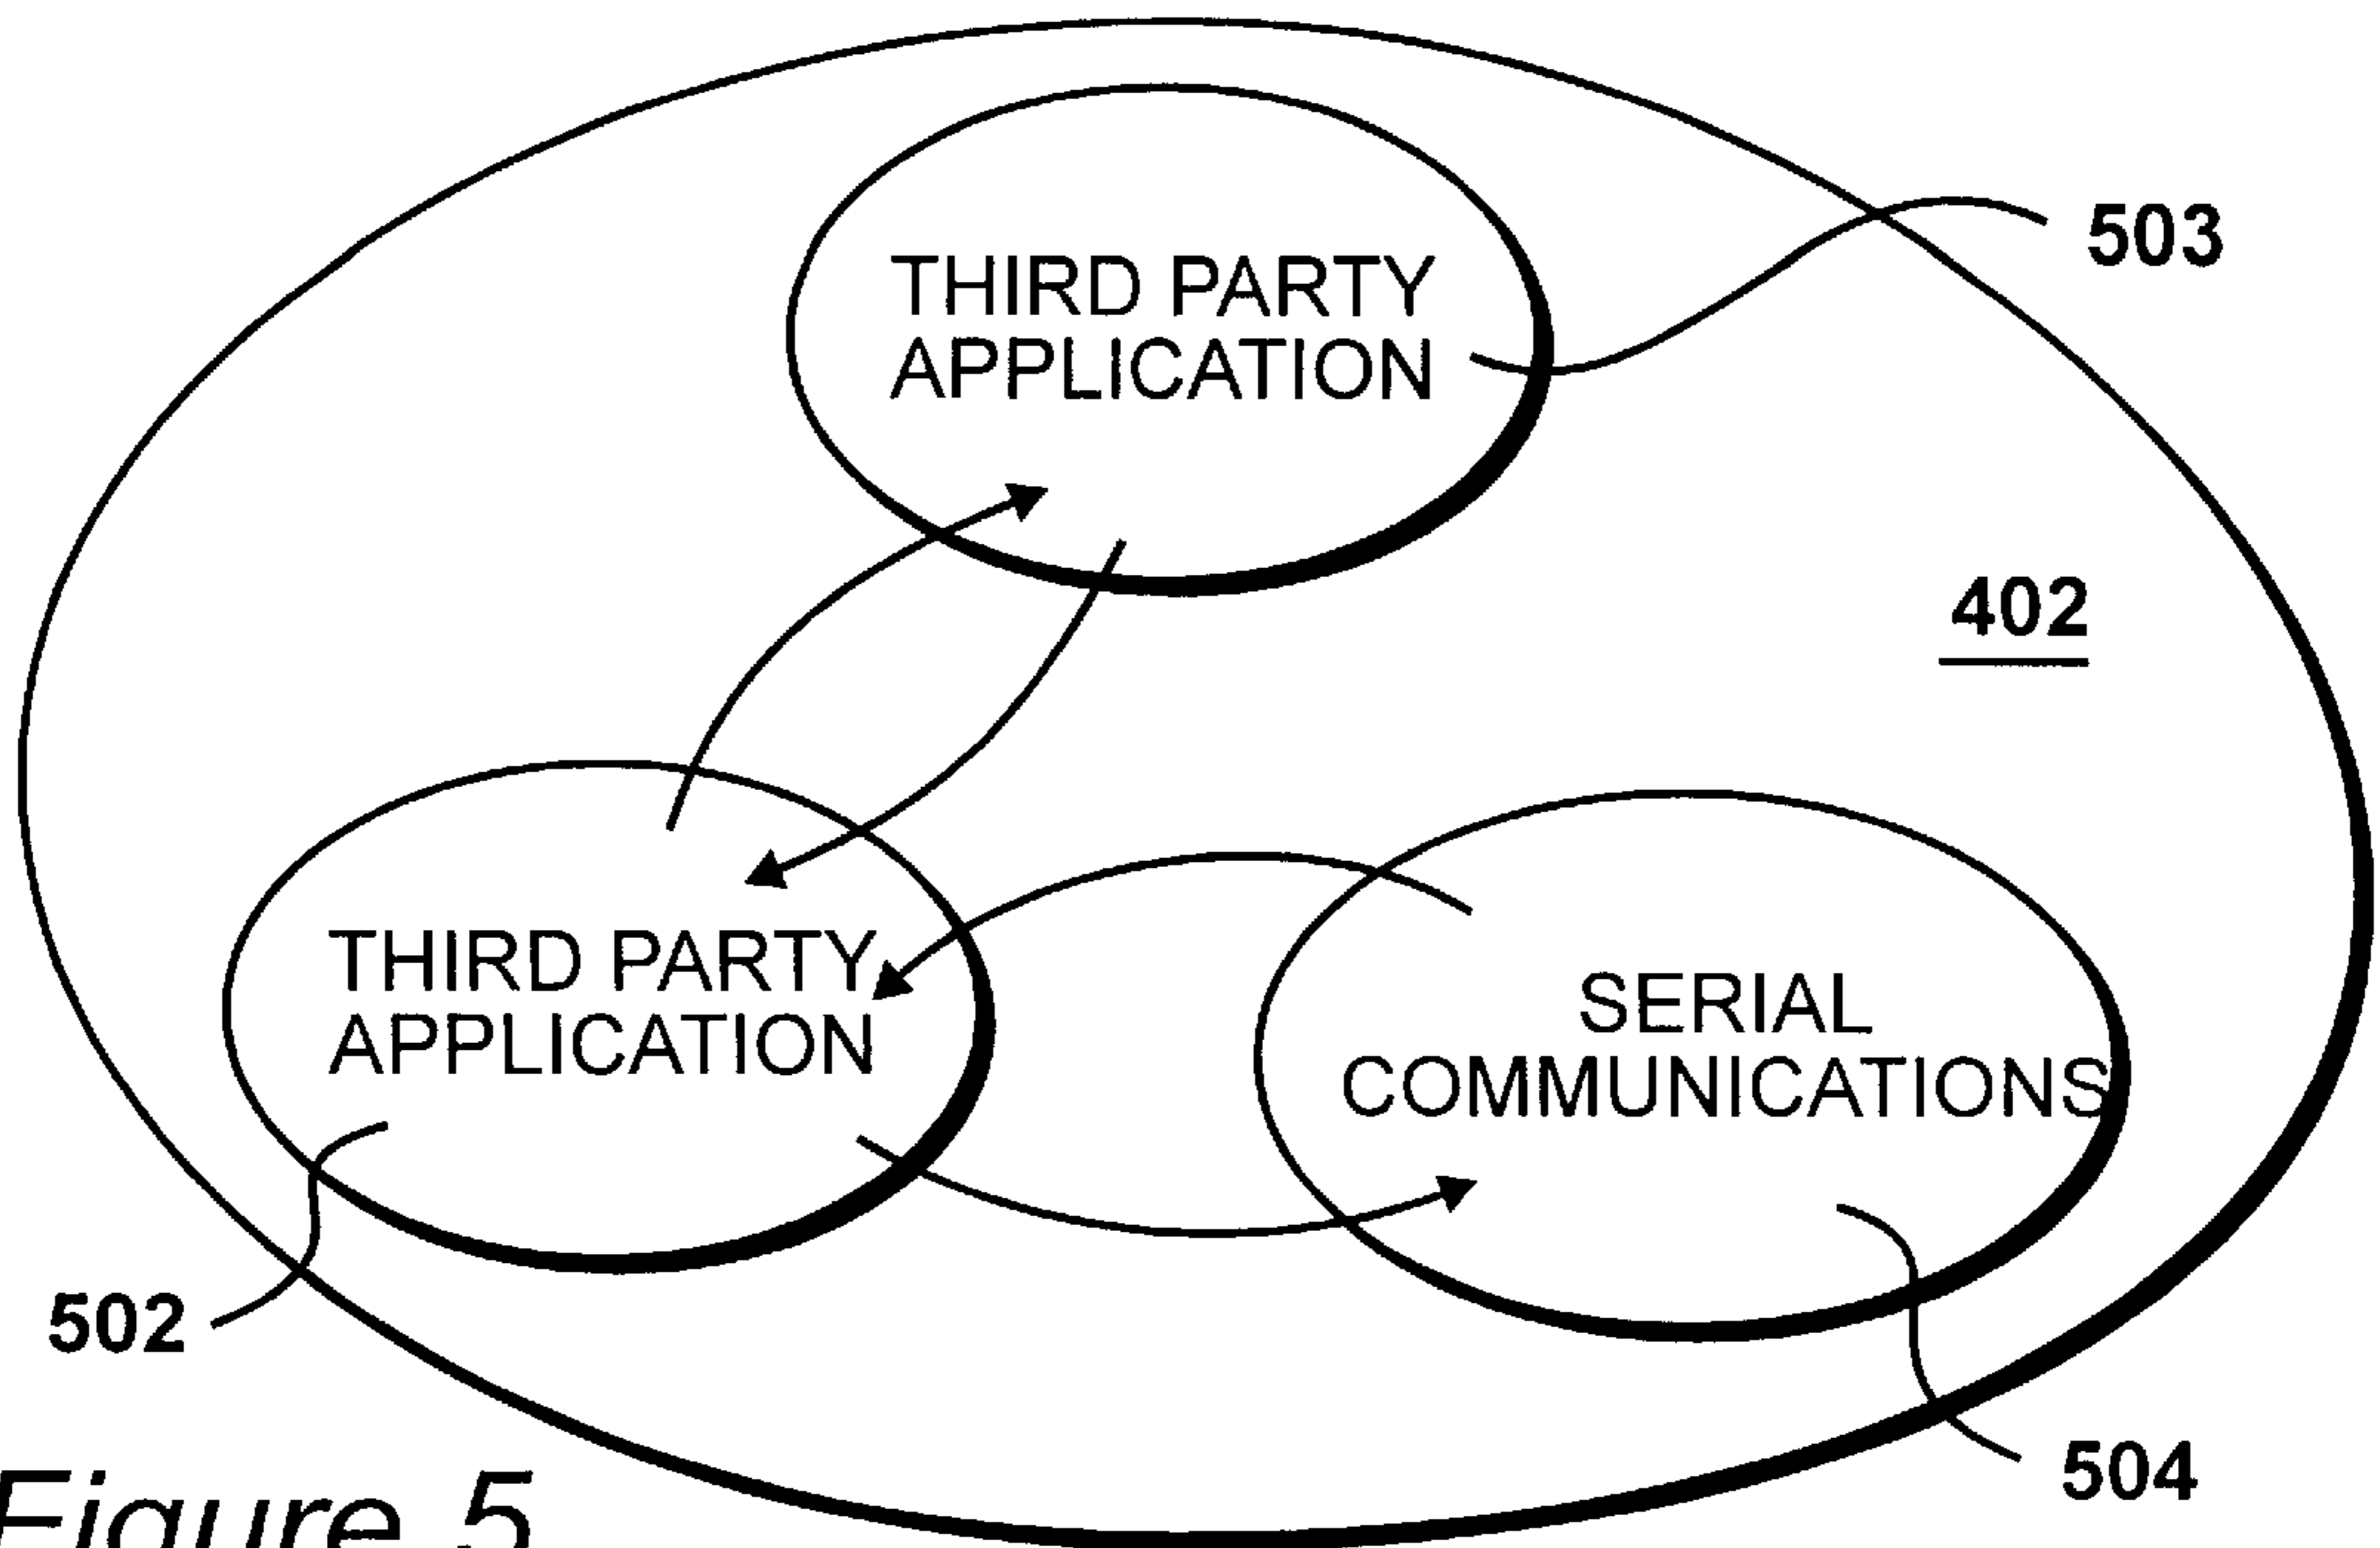 THIRD PARTY
APPLICATION
503
402
THIRD PARTY
APPLICATION
SERIAL
COMMUNICATIONS
502
504
Figure 5